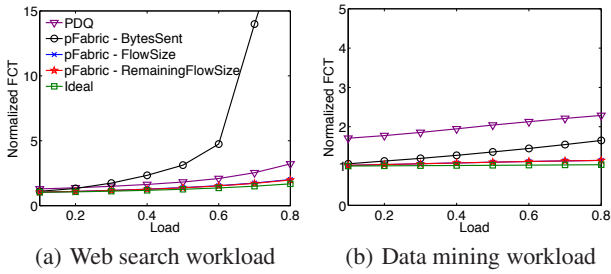 15
10
5
0
Normalized FCT
PDQ
pFabric - BytesSent
pFabric - FlowSize
pFabric - RemainingFlowSize
Ideal
0.2 0.4 0.6 0.8
Load
(a) Web search workload
5
4
3
2
1
0
Normalized FCT
0.2 0.4 0.6 0.8
Load
(b) Data mining workload